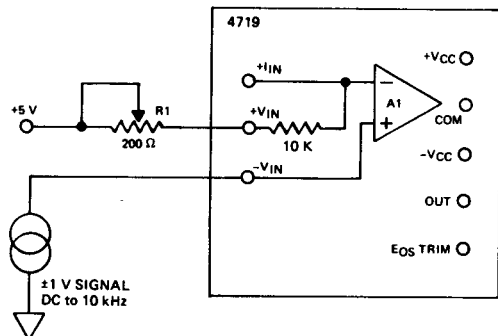 4719
+IIN
+VCC
+5 V
R1
200 Ω
+VIN
10 K
−
A1
+
COM
−VCC
−VIN
OUT
EOS TRIM
±1 V SIGNAL
DC to 10 kHz